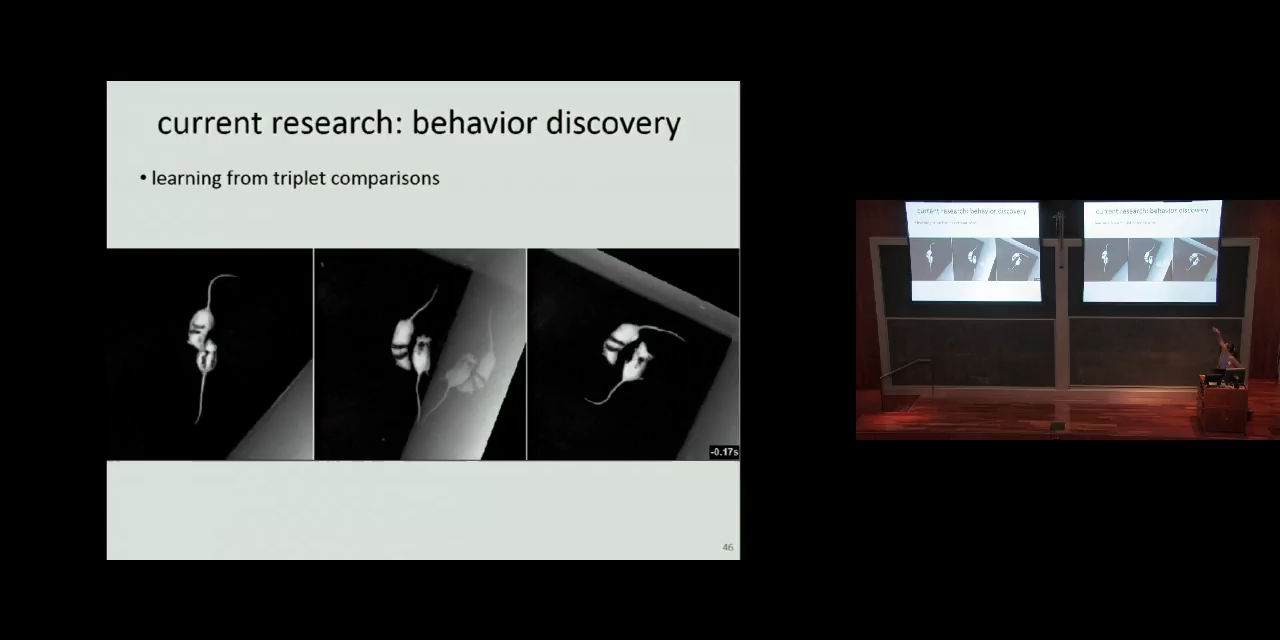 current research: behavior discovery
• learning from triplet comparisons
-0.17s
46
current research: behavior discovery
current research: behavior discovery